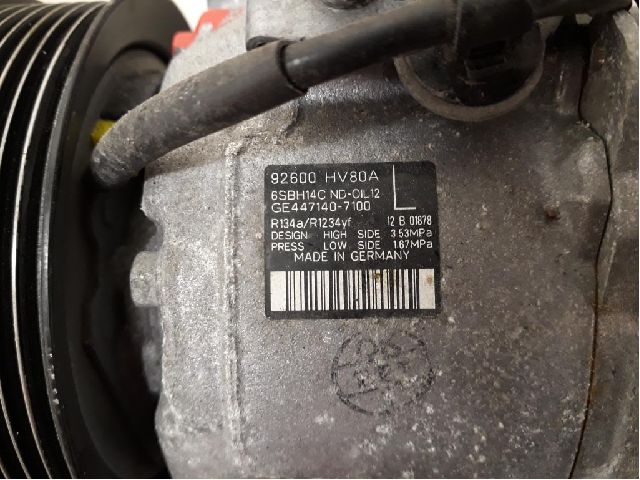 92600 HV80A
6SBH14C ND-OIL12 L
GE447140-7100
R134a/R1234yf 12 B 01878
DESIGN HIGH SIDE 3.53MPa
PRESS LOW SIDE 1.67MPa
MADE IN GERMANY